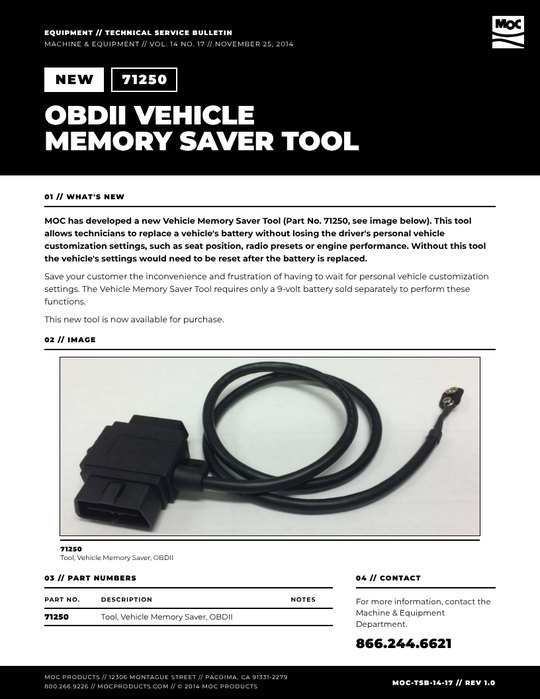 EQUIPMENT // TECHNICAL SERVICE BULLETIN
MACHINE & EQUIPMENT // VOL. 14 NO. 17 // NOVEMBER 25, 2014
MOC
NEW 71250
OBDII VEHICLE
MEMORY SAVER TOOL
01 // WHAT'S NEW
MOC has developed a new Vehicle Memory Saver Tool (Part No. 71250, see image below). This tool
allows technicians to replace a vehicle's battery without losing the driver's personal vehicle
customization settings, such as seat position, radio presets or engine performance. Without this tool
the vehicle's settings would need to be reset after the battery is replaced.
Save your customer the inconvenience and frustration of having to wait for personal vehicle customization
settings. The Vehicle Memory Saver Tool requires only a 9-volt battery sold separately to perform these
functions.
This new tool is now available for purchase.
02 // IMAGE
71250
Tool, Vehicle Memory Saver, OBDII
03 // PART NUMBERS
PART NO. DESCRIPTION NOTES
71250 Tool, Vehicle Memory Saver, OBDII
04 // CONTACT
For more information, contact the
Machine & Equipment
Department.
866.244.6621
MOC PRODUCTS // 12306 MONTAGUE STREET // PACOIMA, CA 91331-2279
800.266.9226 // MOCPRODUCTS.COM // © 2014 MOC PRODUCTS
MOC-TSB-14-17 // REV 1.0